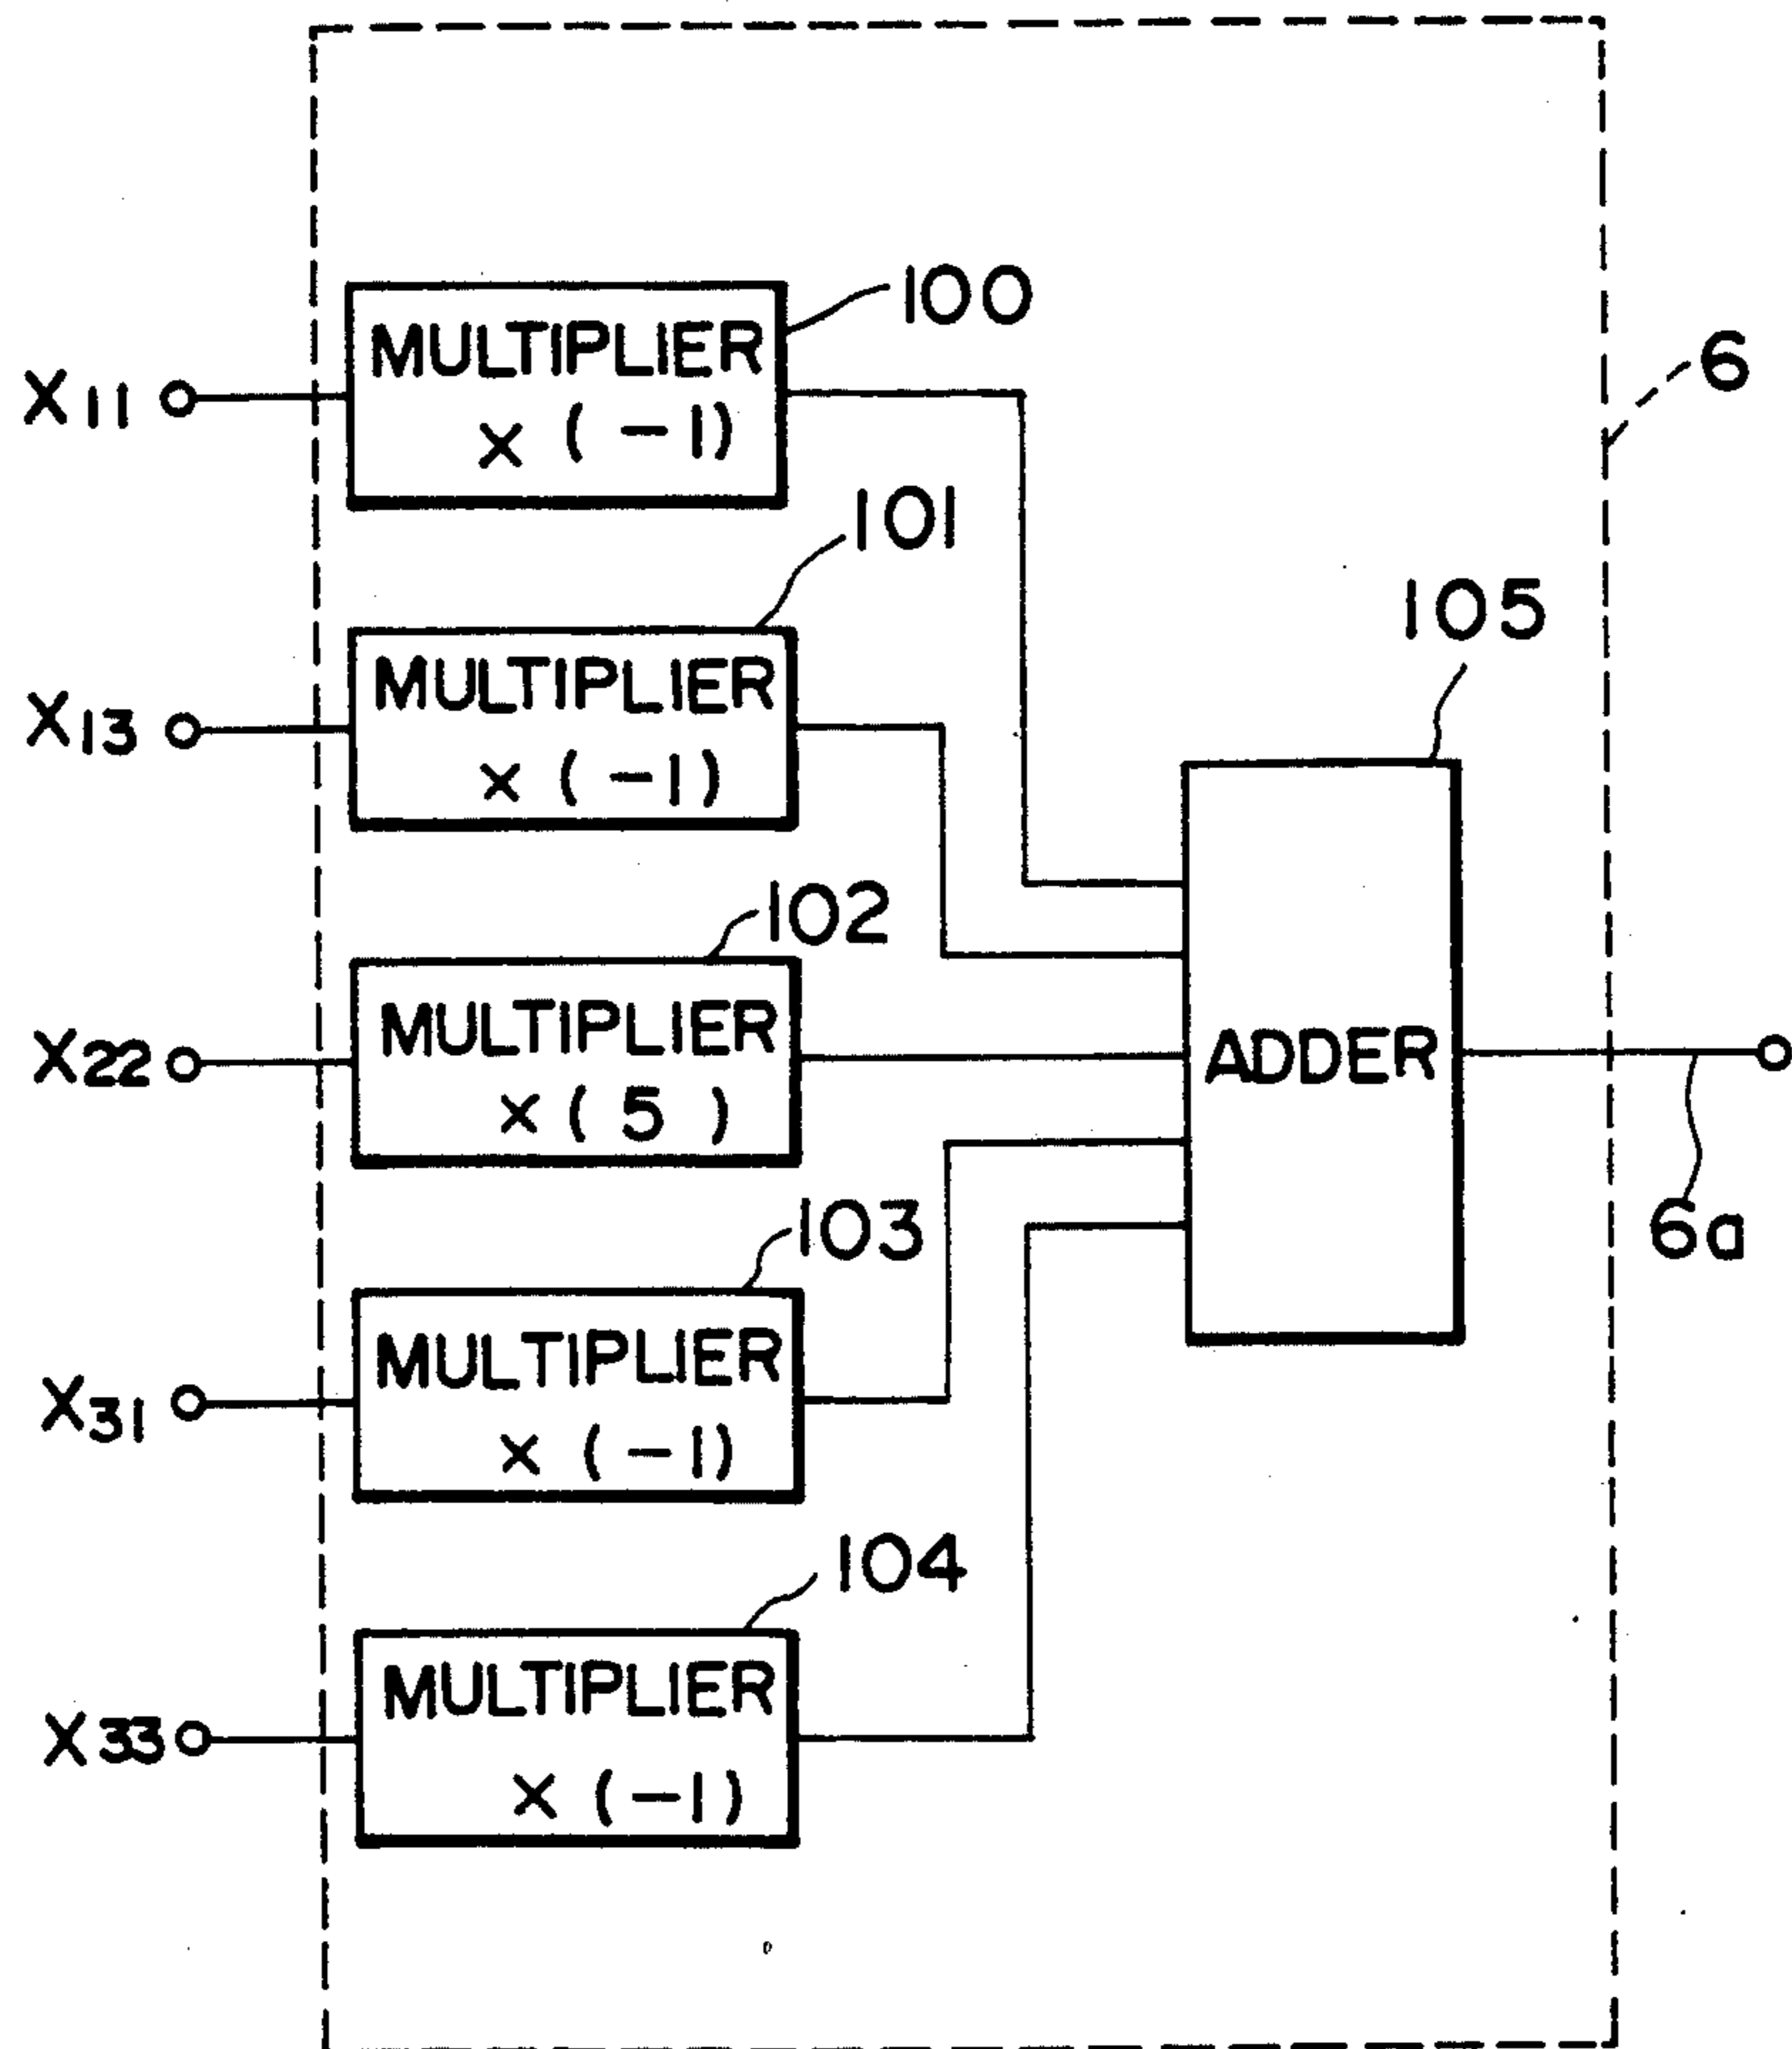 100
MULTIPLIER
× (-1)
X11
6
101
MULTIPLIER
× (-1)
X13
105
102
MULTIPLIER
× ( 5 )
X22
ADDER
6a
103
MULTIPLIER
× (-1)
X31
104
MULTIPLIER
× (-1)
X33